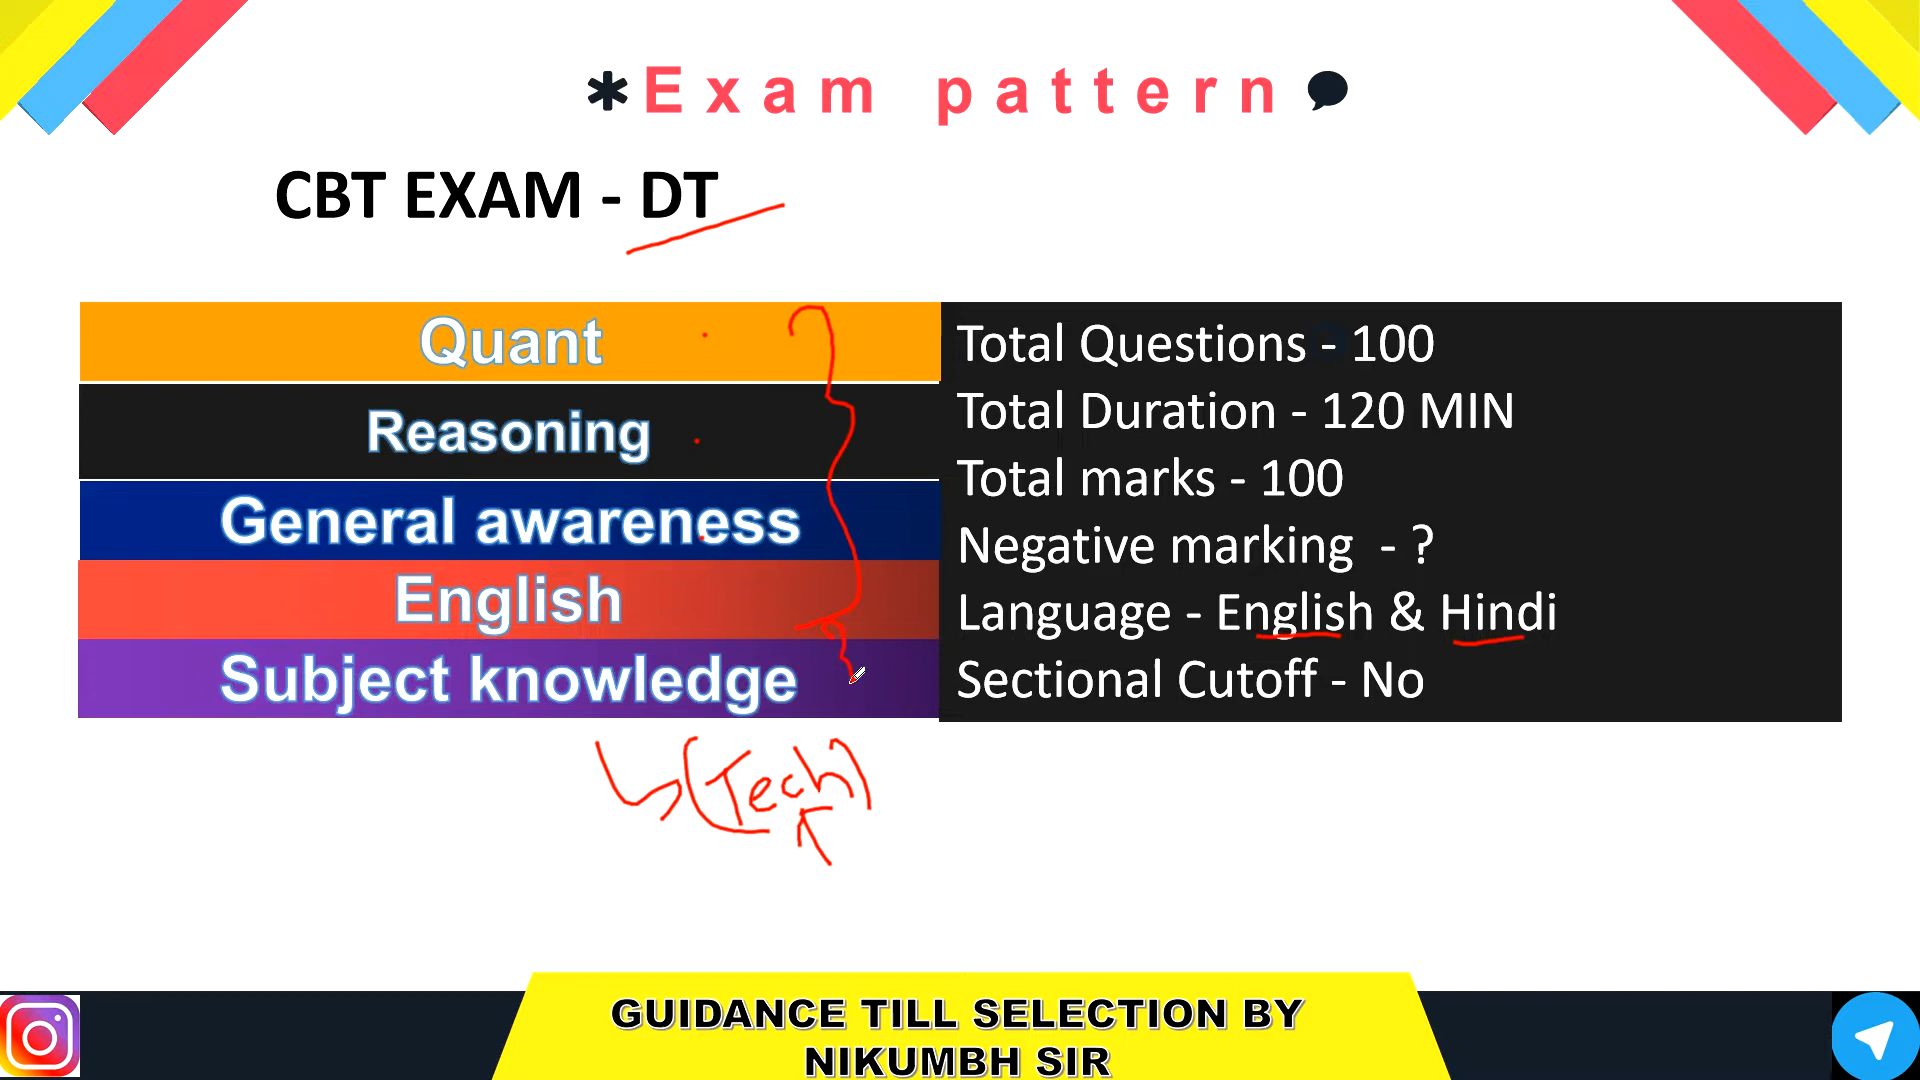 *Exam pattern
CBT EXAM - DT
Quant
Reasoning
General awareness
English
Subject knowledge
Total Questions - 100
Total Duration - 120 MIN
Total marks - 100
Negative marking - ?
Language - English & Hindi
Sectional Cutoff - No
(Tech)
GUIDANCE TILL SELECTION BY
NIKUMBH SIR